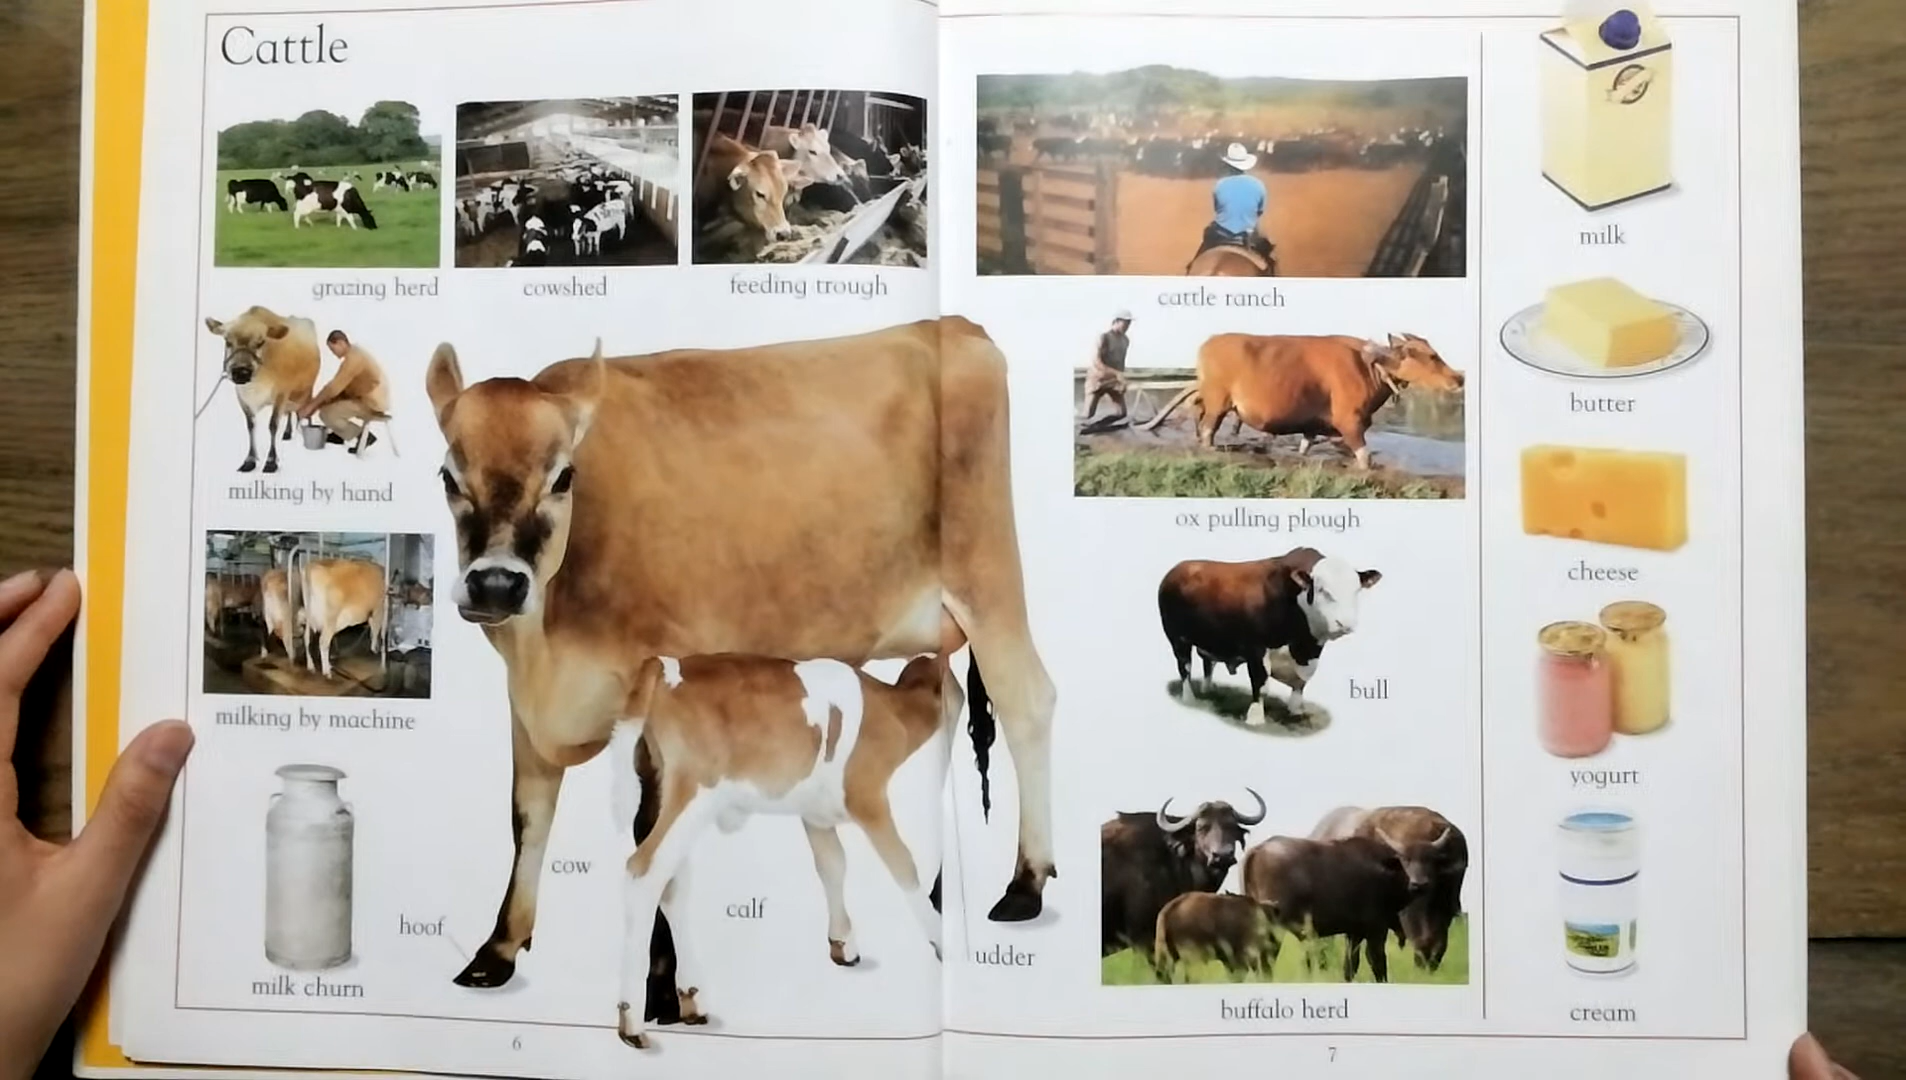 Cattle
grazing herd
cowshed
feeding trough
milking by hand
milking by machine
milk churn
hoof
cow
calf
udder
6
cattle ranch
ox pulling plough
bull
buffalo herd
milk
butter
cheese
yogurt
cream
7